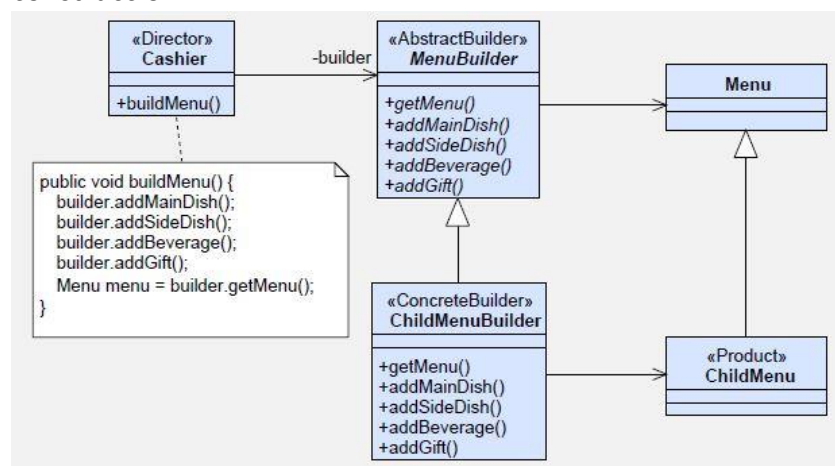 «Director»
Cashier
+buildMenu()
-builder
«AbstractBuilder»
MenuBuilder
+getMenu()
+addMainDish()
+addSideDish()
+addBeverage()
+addGift()
Menu
public void buildMenu() {
builder.addMainDish();
builder.addSideDish();
builder.addBeverage();
builder.addGift();
Menu menu = builder.getMenu();
}
«ConcreteBuilder»
ChildMenuBuilder
+getMenu()
+addMainDish()
+addSideDish()
+addBeverage()
+addGift()
«Product»
ChildMenu